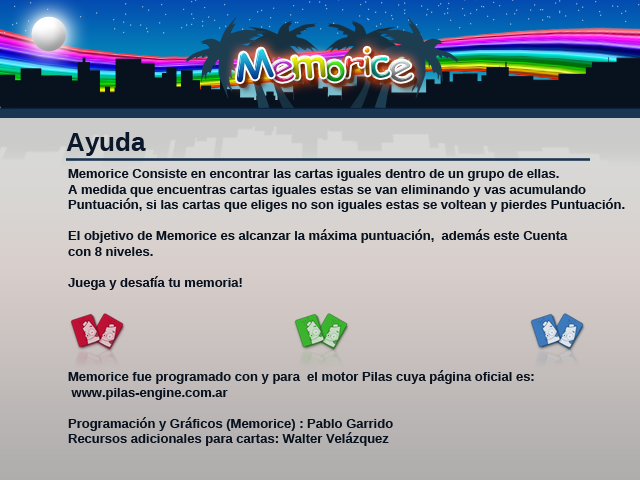 Memorice
Ayuda
Memorice Consiste en encontrar las cartas iguales dentro de un grupo de ellas.
A medida que encuentras cartas iguales estas se van eliminando y vas acumulando
Puntuación, si las cartas que eliges no son iguales estas se voltean y pierdes Puntuación.
El objetivo de Memorice es alcanzar la máxima puntuación,  además este Cuenta
con 8 niveles.
Juega y desafía tu memoria!
Memorice fue programado con y para  el motor Pilas cuya página oficial es:
www.pilas-engine.com.ar
Programación y Gráficos (Memorice) : Pablo Garrido
Recursos adicionales para cartas: Walter Velázquez